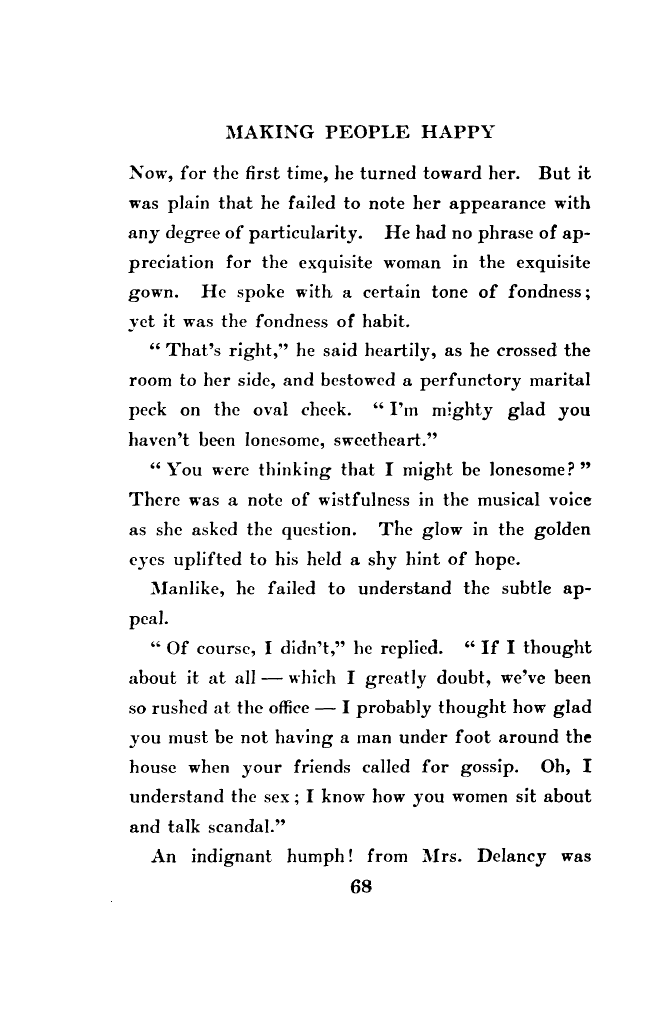 MAKING PEOPLE HAPPY
Now, for the first time, he turned toward her. But it
was plain that he failed to note her appearance with
any degree of particularity. He had no phrase of ap-
preciation for the exquisite woman in the exquisite
gown. He spoke with a certain tone of fondness;
yet it was the fondness of habit.
“ That’s right,” he said heartily, as he crossed the
room to her side, and bestowed a perfunctory marital
peck on the oval cheek. “ I’m mighty glad you
haven’t been lonesome, sweetheart.”
“ You were thinking that I might be lonesome? ”
There was a note of wistfulness in the musical voice
as she asked the question. The glow in the golden
eyes uplifted to his held a shy hint of hope.
Manlike, he failed to understand the subtle ap-
peal.
“ Of course, I didn’t,” he replied. “ If I thought
about it at all — which I greatly doubt, we’ve been
so rushed at the office — I probably thought how glad
you must be not having a man under foot around the
house when your friends called for gossip. Oh, I
understand the sex; I know how you women sit about
and talk scandal.”
An indignant humph! from Mrs. Delancy was
68